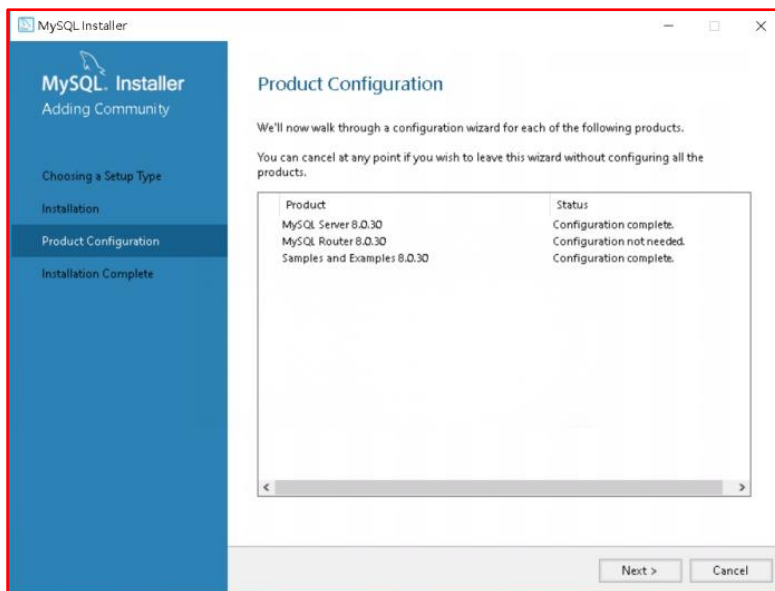 MySQL Installer
MySQL. Installer
Adding Community
Choosing a Setup Type
Installation
Product Configuration
Installation Complete
Product Configuration
We'll now walk through a configuration wizard for each of the following products.
You can cancel at any point if you wish to leave this wizard without configuring all the
products.
Product Status
MySQL Server 8.0.30 Configuration complete.
MySQL Router 8.0.30 Configuration not needed.
Samples and Examples 8.0.30 Configuration complete.
Next > Cancel